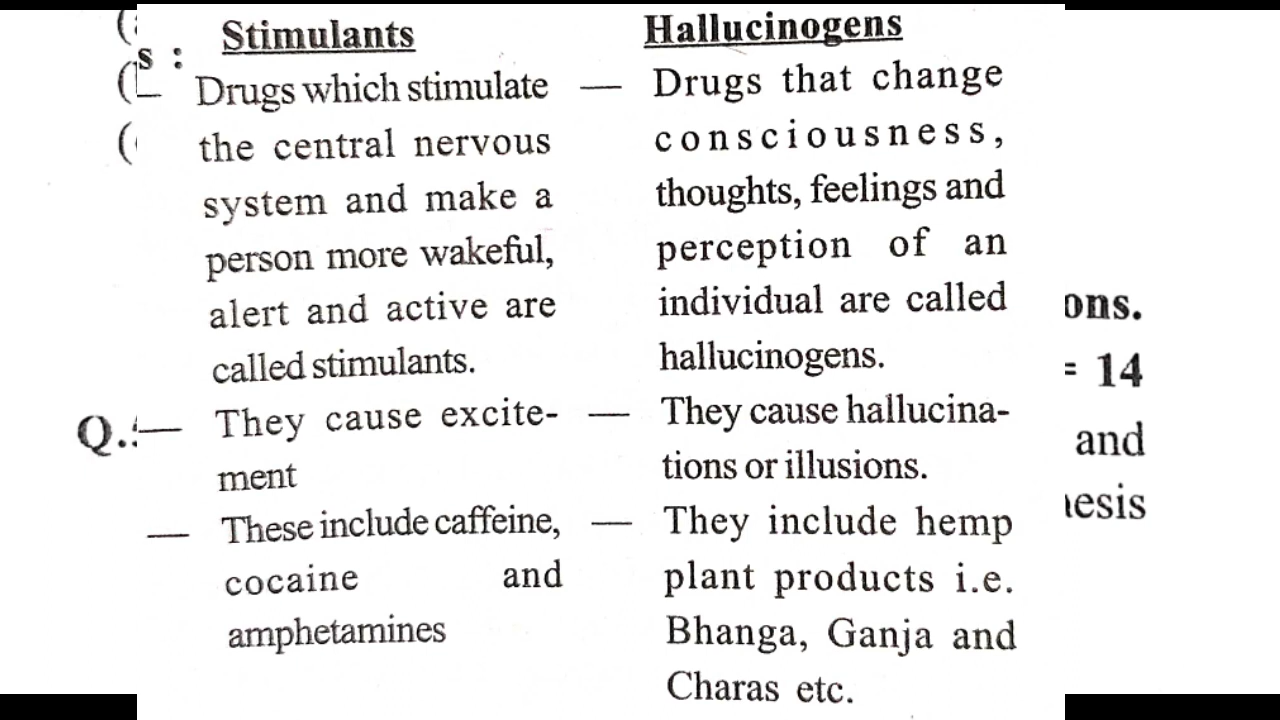 s :
Stimulants
Drugs which stimulate
the central nervous
system and make a
person more wakeful,
alert and active are
called stimulants.
— They cause excite-
ment
— These include caffeine,
cocaine and
amphetamines
Hallucinogens
— Drugs that change
consciousness,
thoughts, feelings and
perception of an
individual are called
hallucinogens.
— They cause hallucina-
tions or illusions.
— They include hemp
plant products i.e.
Bhanga, Ganja and
Charas etc.
Q.
ons.
= 14
and
esis